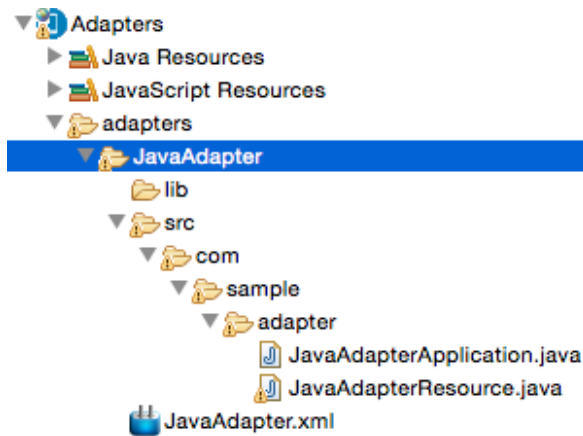 Adapters
Java Resources
JavaScript Resources
adapters
JavaAdapter
lib
src
com
sample
adapter
JavaAdapterApplication.java
JavaAdapterResource.java
JavaAdapter.xml